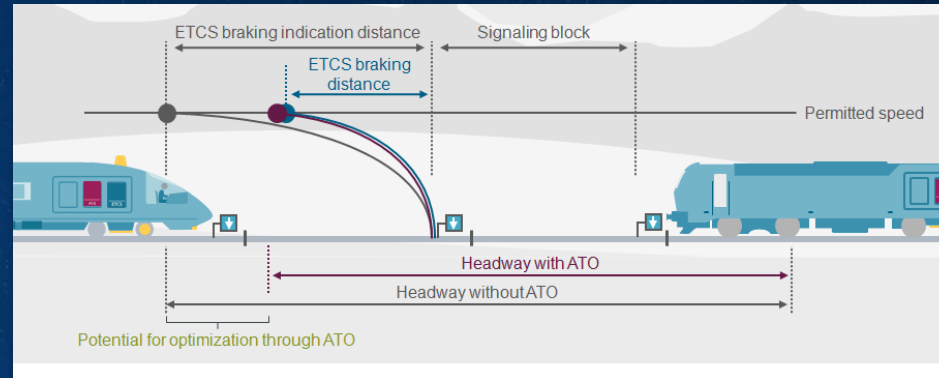 ETCS braking indication distance
Signaling block
ETCS braking
distance
Permitted speed
Headway with ATO
Headway without ATO
Potential for optimization through ATO